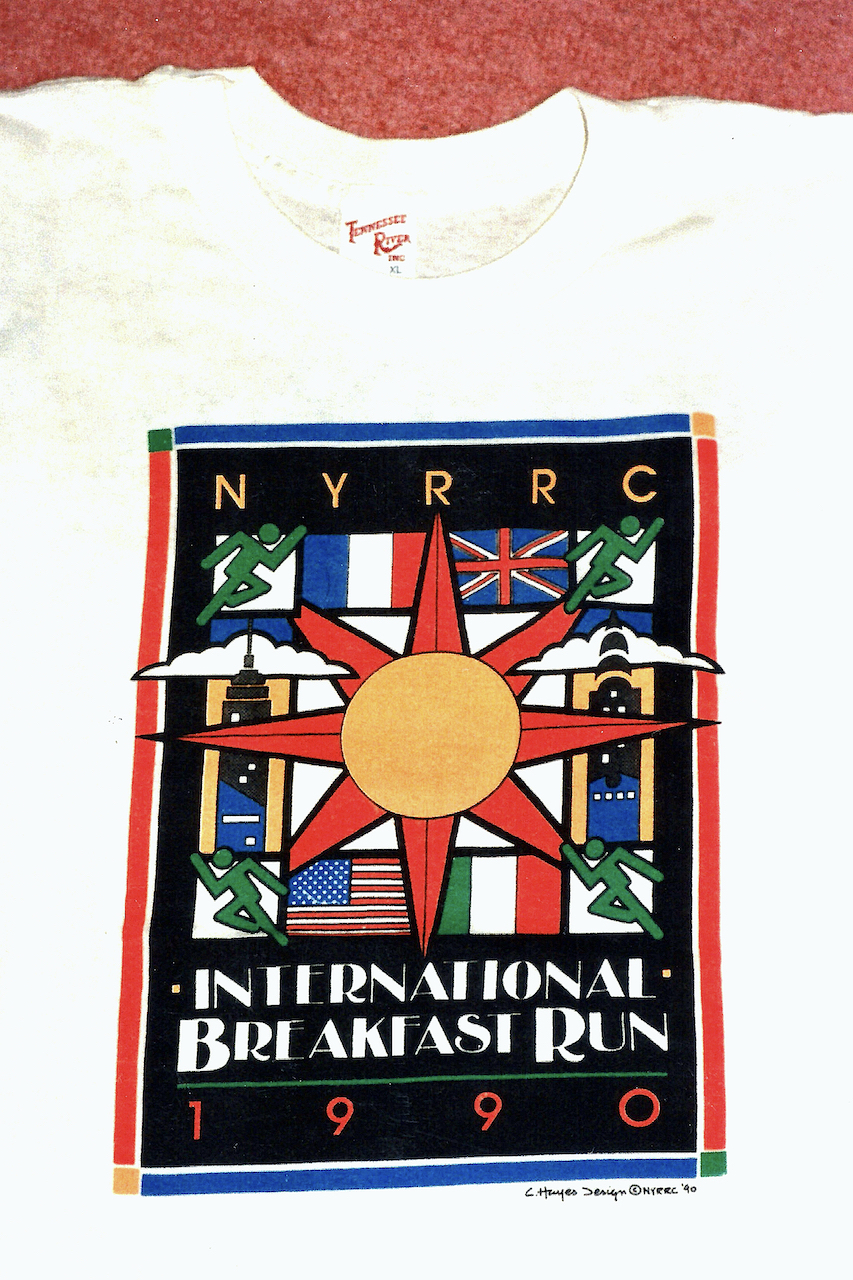 TENNESSEE
RIVER
INC
XL
NYRRC
INTERNATIONAL
BREAKFAST RUN
1990
C. Hayes Design © NYRRC '90